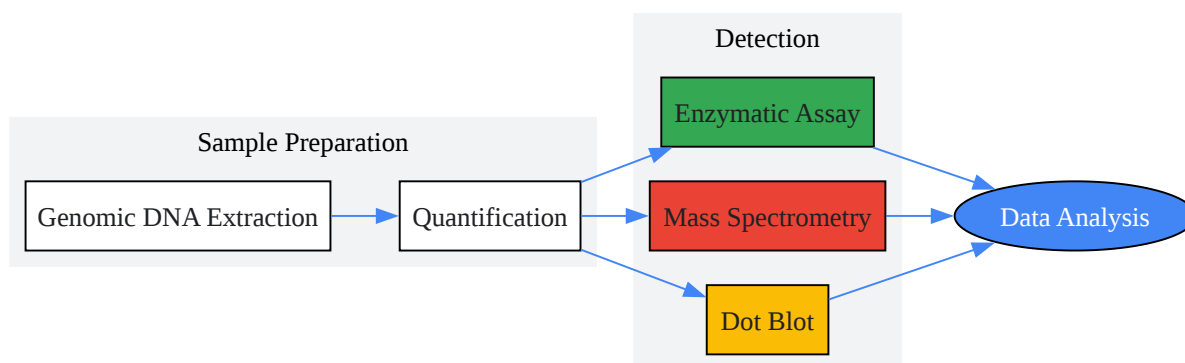 Sample Preparation
Genomic DNA Extraction
Quantification
Detection
Enzymatic Assay
Mass Spectrometry
Dot Blot
Data Analysis